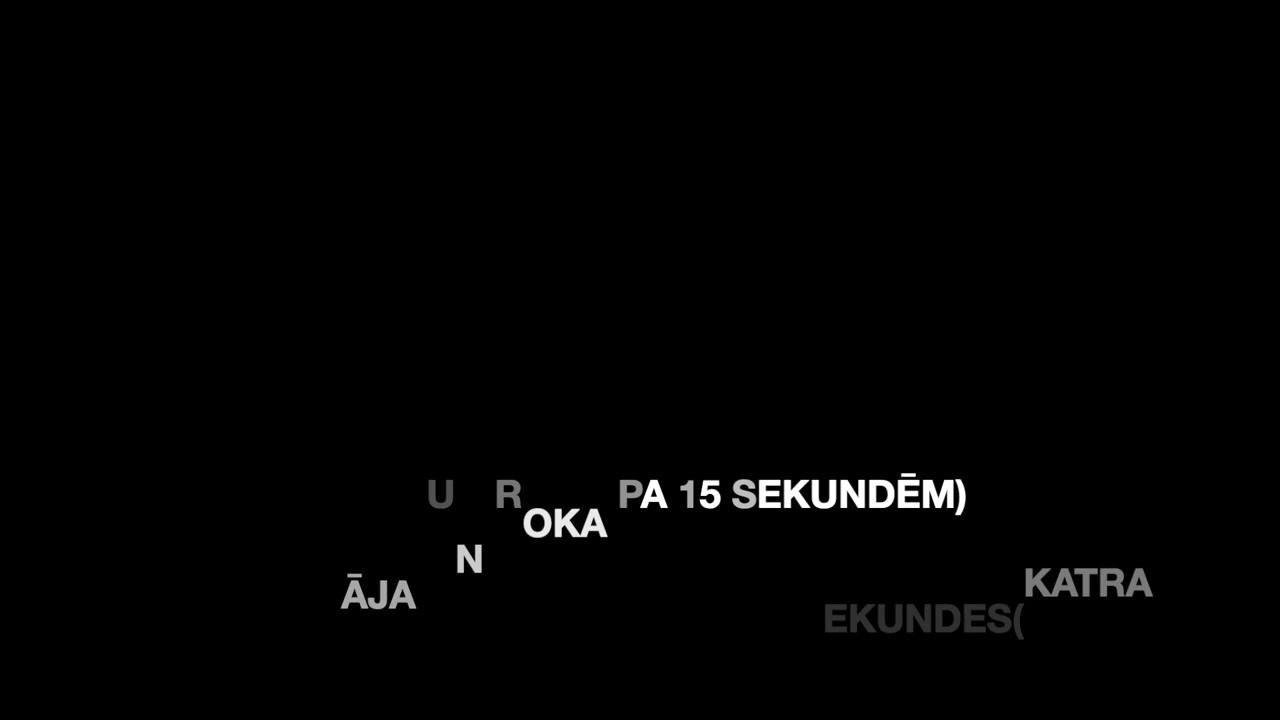 U R PA 15 SEKUNDĒM)
OKA
N
KATRA
ĀJA
EKUNDES(